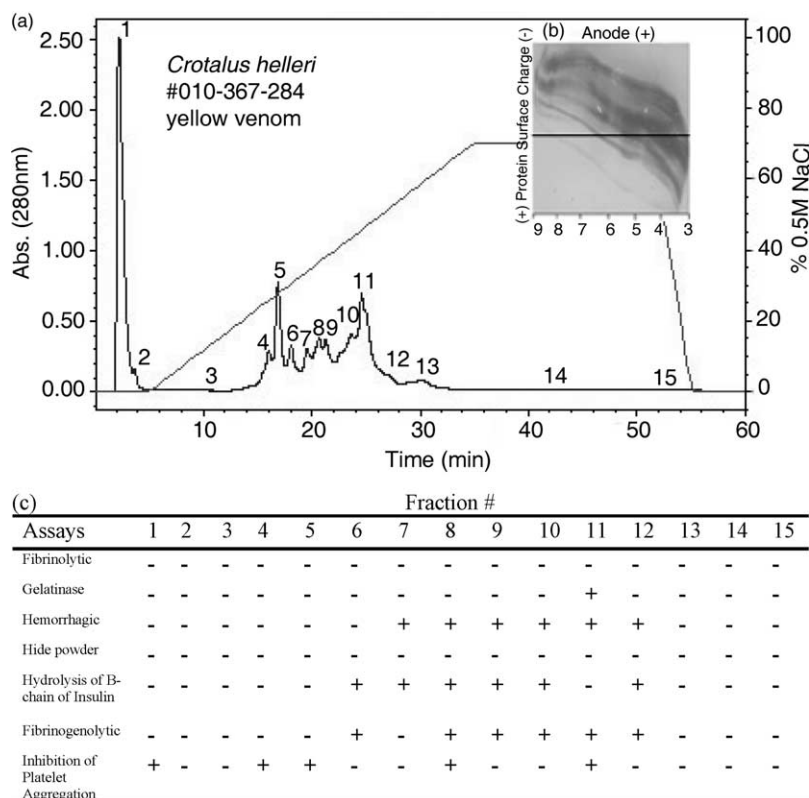 (a)
2.50
2.00
1.50
1.00
0.50
0.00
Abs. (280nm)
1
2
3
4
5
6
7
8
9
10
11
12
13
14
15
Crotalus helleri
#010-367-284
yellow venom
10
20
30
40
50
60
Time (min)
100
80
60
40
20
0
% 0.5M NaCl
(b)
Anode (+)
(+) Protein Surface Charge (-)
9 8 7 6 5 4 3
(c)
Fraction #
Assays 1 2 3 4 5 6 7 8 9 10 11 12 13 14 15
Fibrinolytic - - - - - - - - - - - - - - -
Gelatinase - - - - - - - - - - + - - - -
Hemorrhagic - - - - - - + + + + + + - - -
Hide powder - - - - - - - - - - - - - - -
Hydrolysis of B-
chain of Insulin - - - - - + + + + + - + - - -
Fibrinogenolytic - - - - - + - + + + + + - - -
Inhibition of + - - + + - - + - - + - - - -
Platelet
Aggregation